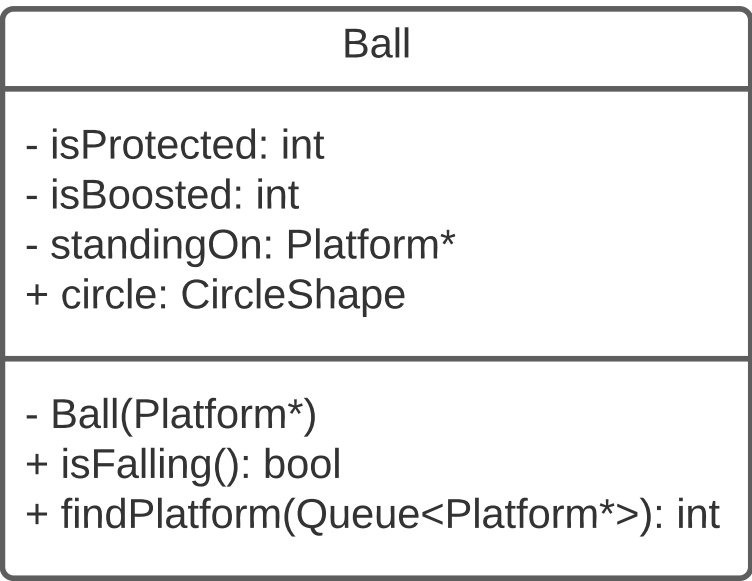 Ball
- isProtected: int
- isBoosted: int
- standingOn: Platform*
+ circle: CircleShape
- Ball(Platform*)
+ isFalling(): bool
+ findPlatform(Queue<Platform*>): int